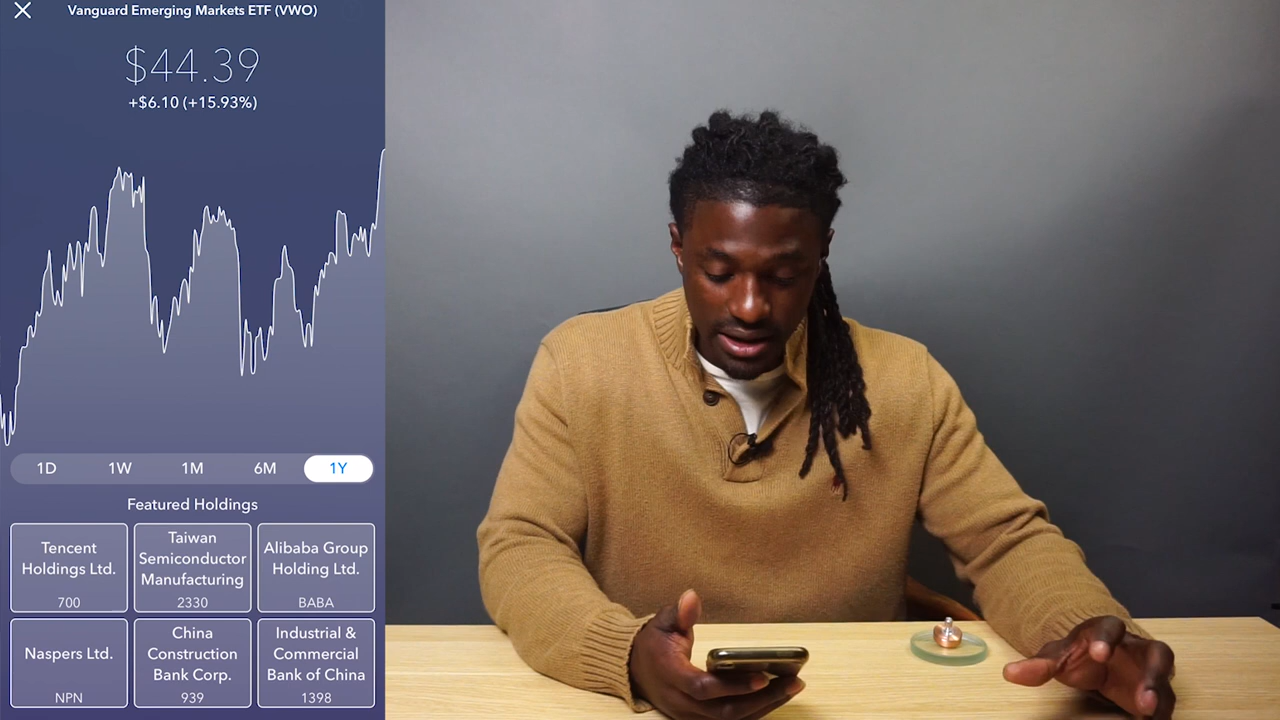 Vanguard Emerging Markets ETF (VWO)
$44.39
+$6.10 (+15.93%)
1D 1W 1M 6M 1Y
Featured Holdings
Tencent
Holdings Ltd.
700
Taiwan
Semiconductor
Manufacturing
2330
Alibaba Group
Holding Ltd.
BABA
Naspers Ltd.
NPN
China
Construction
Bank Corp.
939
Industrial &
Commercial
Bank of China
1398